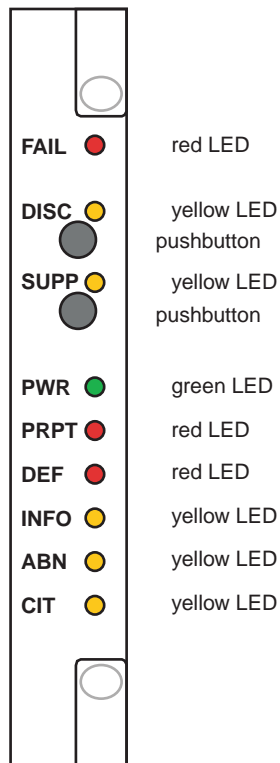 FAIL red LED
DISC yellow LED
pushbutton
SUPP yellow LED
pushbutton
PWR green LED
PRPT red LED
DEF red LED
INFO yellow LED
ABN yellow LED
CIT yellow LED